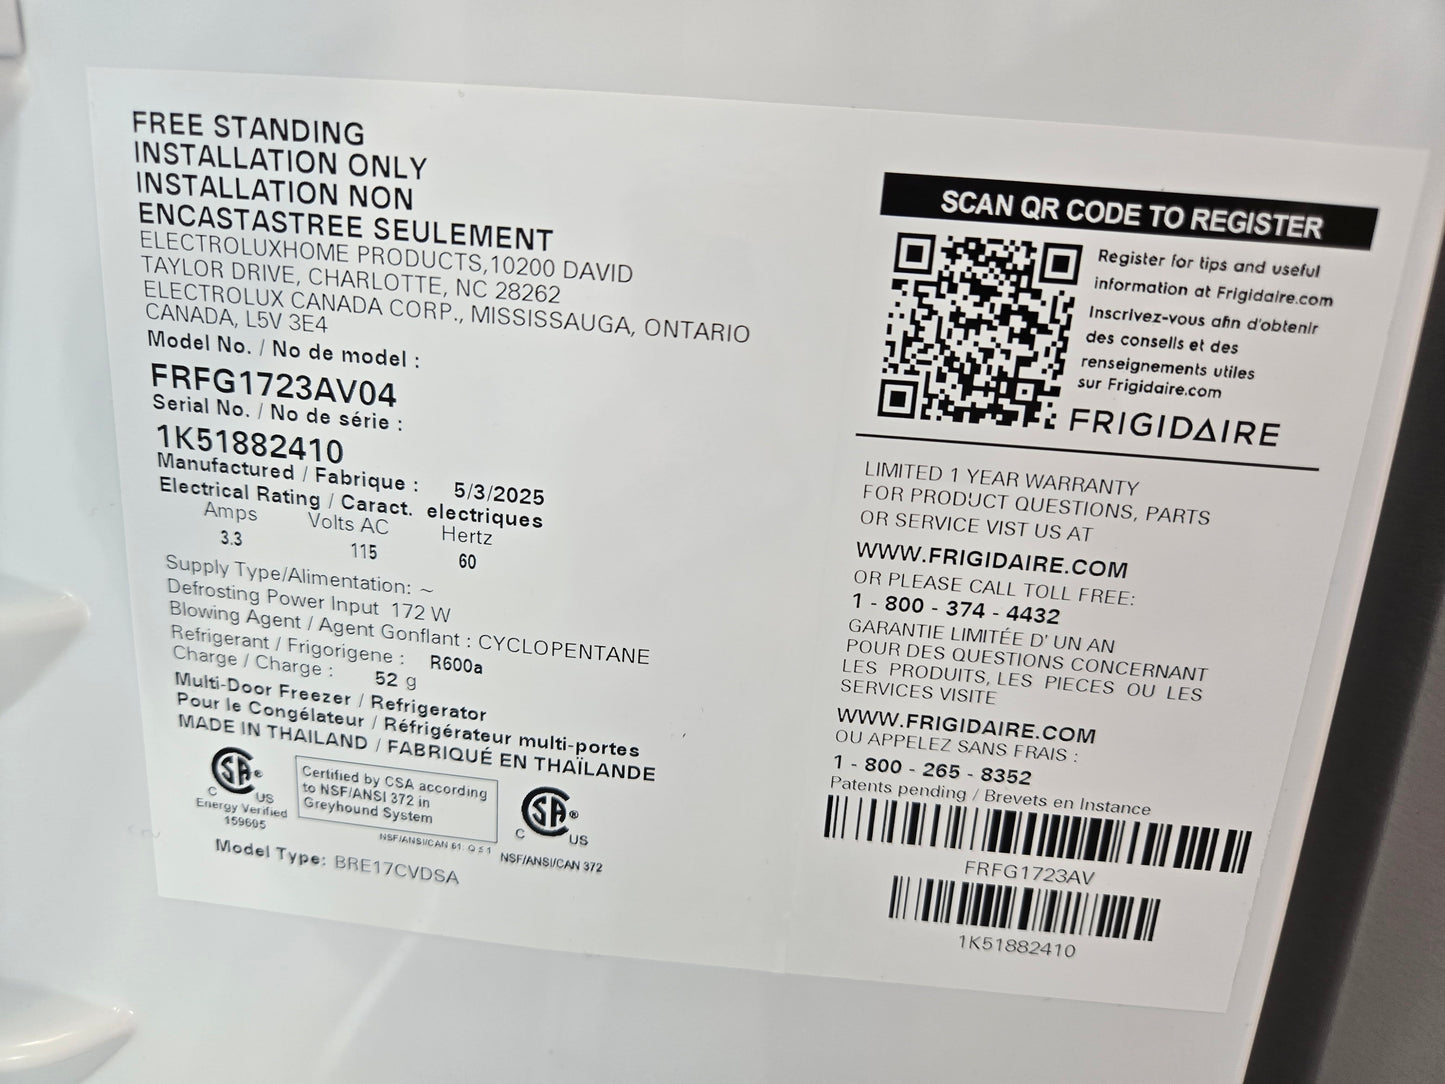 FREE STANDING
INSTALLATION ONLY
INSTALLATION NON
ENCASTASTREE SEULEMENT
ELECTROLUXHOME PRODUCTS,10200 DAVID
TAYLOR DRIVE, CHARLOTTE, NC 28262
ELECTROLUX CANADA CORP., MISSISSAUGA, ONTARIO
CANADA, L5V 3E4
Model No. / No de model :
FRFG1723AV04
Serial No. / No de série :
1K51882410
Manufactured / Fabrique : 5/3/2025
Electrical Rating / Caract. electriques
Amps Volts AC Hertz
3.3 115 60
Supply Type/Alimentation: ~
Defrosting Power Input 172 W
Blowing Agent / Agent Gonflant : CYCLOPENTANE
Refrigerant / Frigorigene : R600a
Charge / Charge : 52 g
Multi-Door Freezer / Refrigerator
Pour le Congélateur / Réfrigérateur multi-portes
MADE IN THAILAND / FABRIQUÉ EN THAÏLANDE
SA ®
C US
Energy Verified
159605
Certified by CSA according
to NSF/ANSI 372 in
Greyhound System
NSF/ANSI/CAN 61: Q ≤ 1
SA ®
C US
NSF/ANSI/CAN 372
Model Type: BRE17CVDSA
SCAN QR CODE TO REGISTER
Register for tips and useful
information at Frigidaire.com
Inscrivez-vous afin d'obtenir
des conseils et des
renseignements utiles
sur Frigidaire.com
FRIGIDAIRE
LIMITED 1 YEAR WARRANTY
FOR PRODUCT QUESTIONS, PARTS
OR SERVICE VIST US AT
WWW.FRIGIDAIRE.COM
OR PLEASE CALL TOLL FREE:
1 - 800 - 374 - 4432
GARANTIE LIMITÉE D' UN AN
POUR DES QUESTIONS CONCERNANT
LES PRODUITS, LES PIECES OU LES
SERVICES VISITE
WWW.FRIGIDAIRE.COM
OU APPELEZ SANS FRAIS :
1 - 800 - 265 - 8352
Patents pending / Brevets en Instance
FRFG1723AV
1K51882410